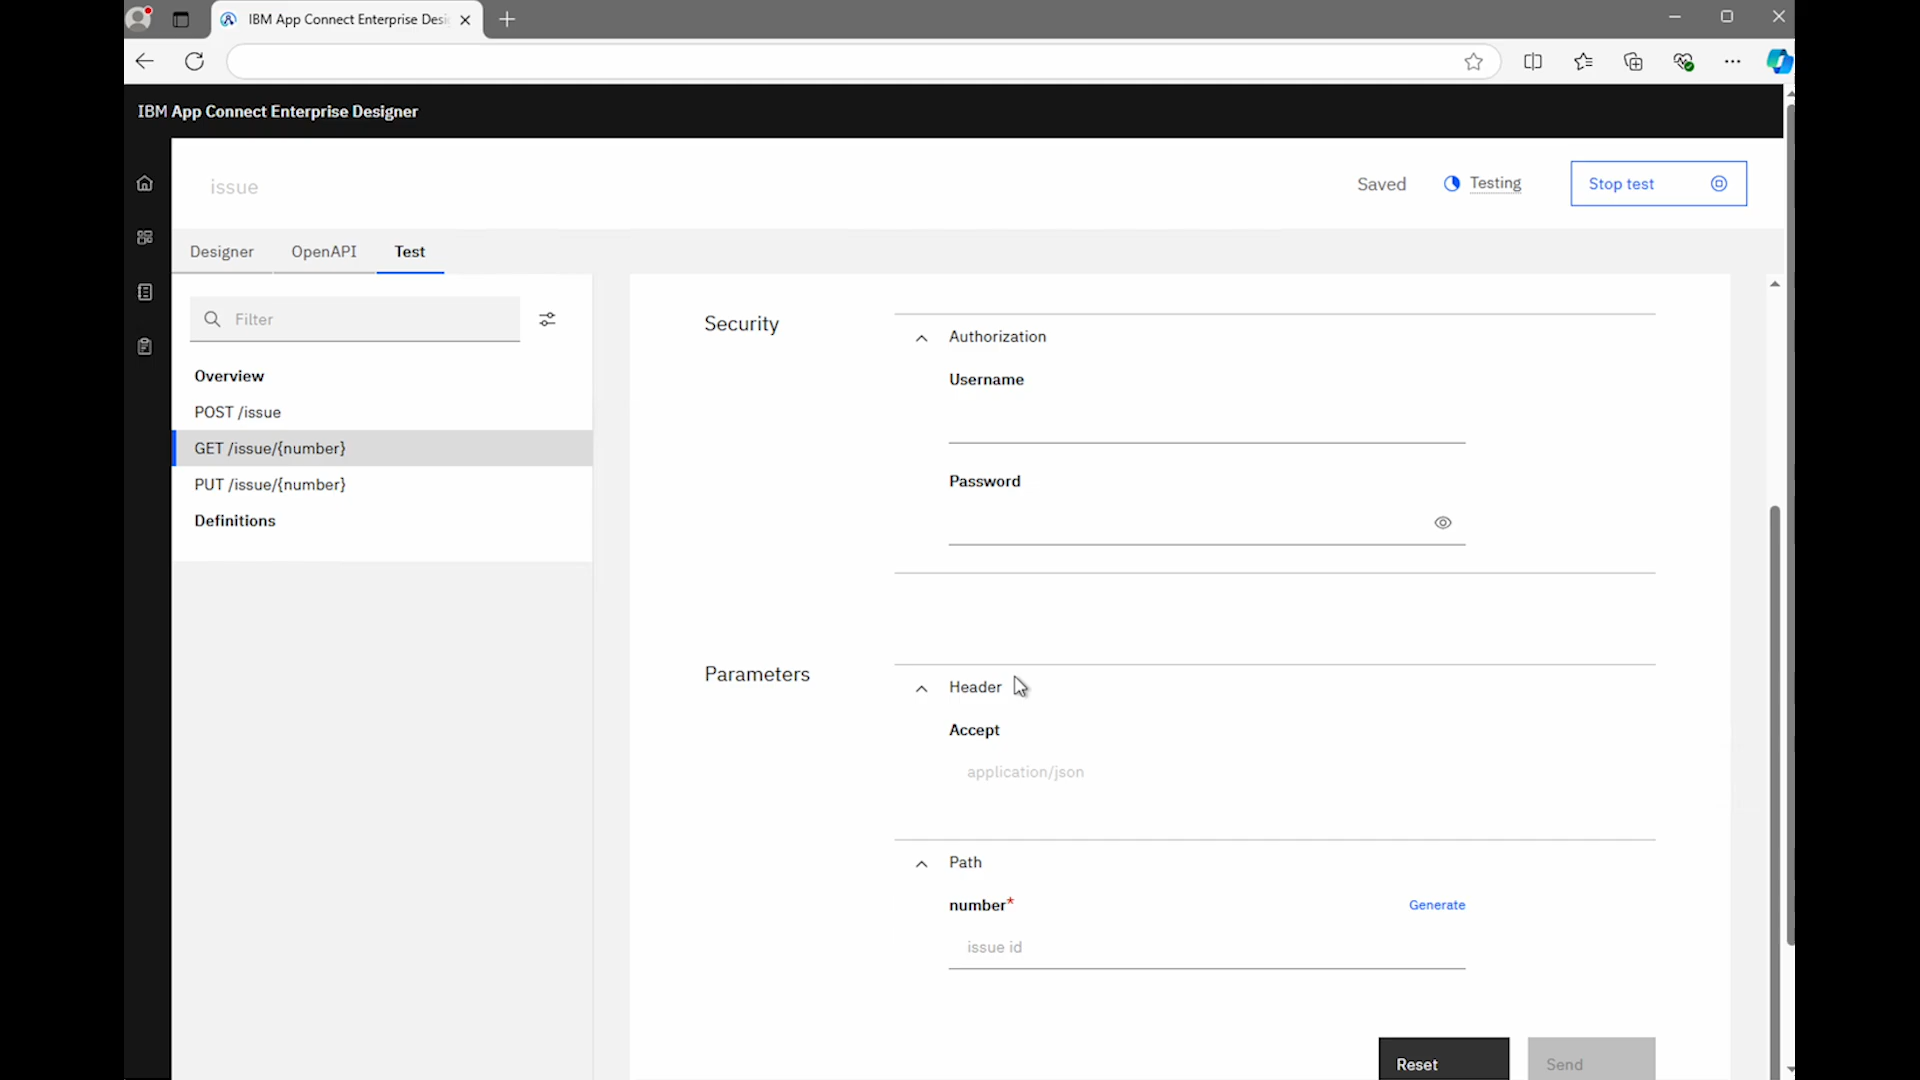 IBM App Connect Enterprise Desi
IBM App Connect Enterprise Designer
issue
Saved
Testing
Stop test
Designer
OpenAPI
Test
Filter
Overview
POST /issue
GET /issue/{number}
PUT /issue/{number}
Definitions
Security
Authorization
Username
Password
Parameters
Header
Accept
application/json
Path
number*
Generate
issue id
Reset
Send